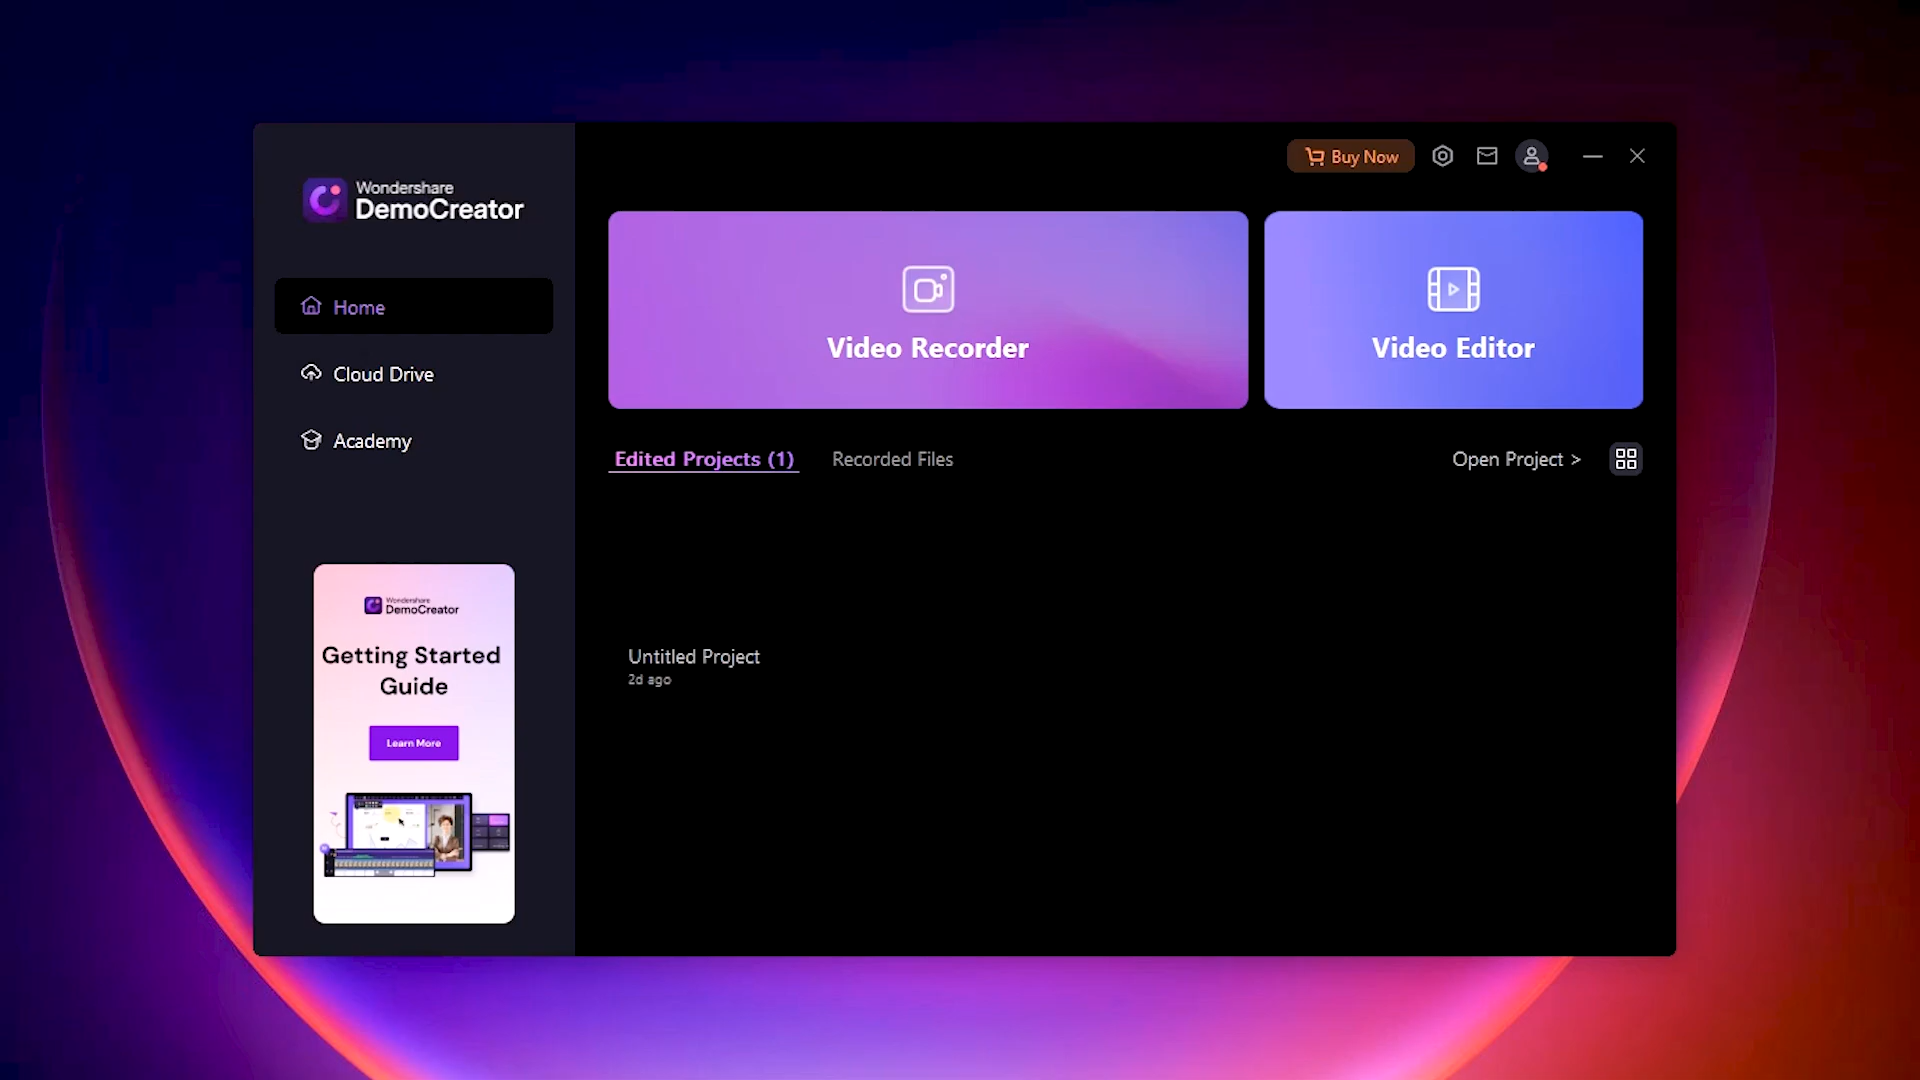 Wondershare
DemoCreator
Home
Cloud Drive
Academy
Wondershare
DemoCreator
Getting Started
Guide
Learn More
Buy Now
Video Recorder
Video Editor
Edited Projects (1)
Recorded Files
Open Project >
Untitled Project
2d ago